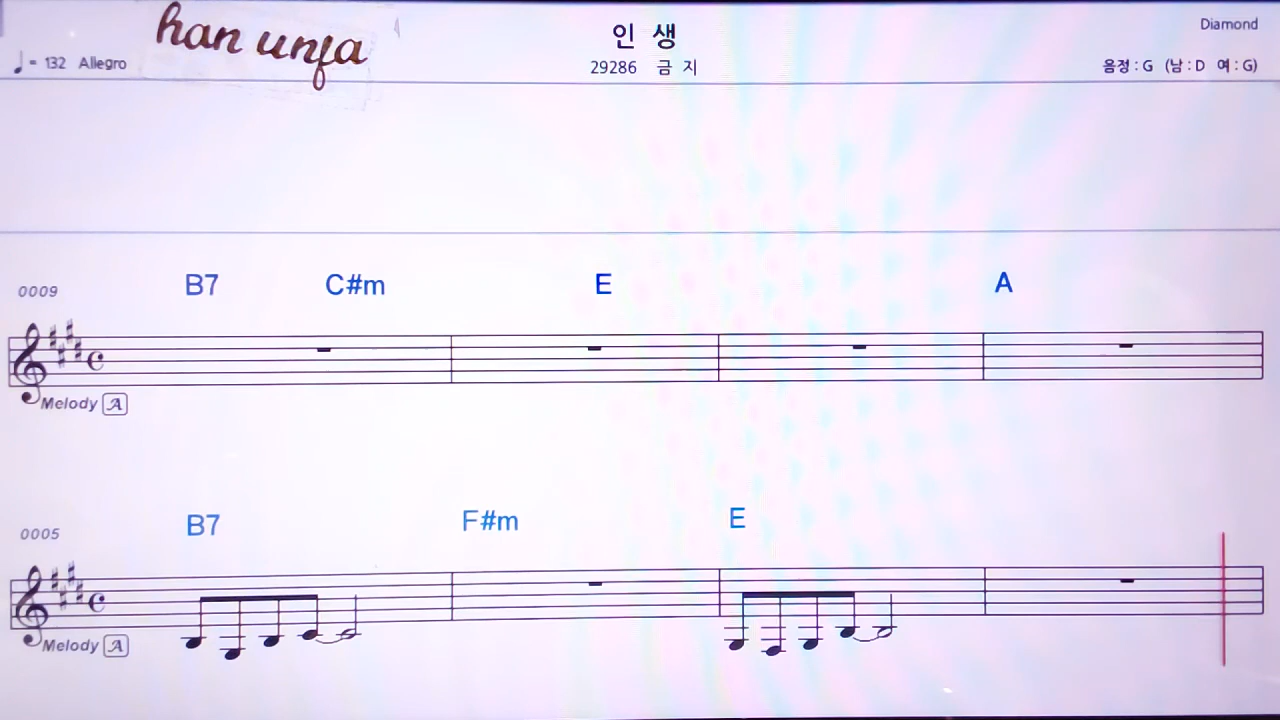 han unfa
인 생
Diamond
♩= 132 Allegro
29286 금 지
음정 : G (남 : D 여 : G)
0009 B7 C#m E A
Melody A
0005 B7 F#m E
Melody A